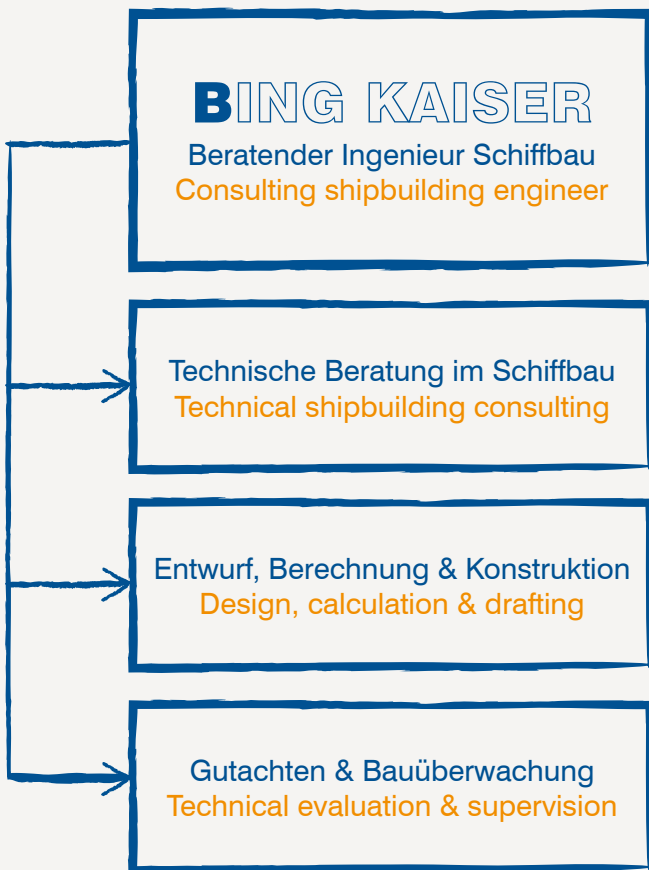 BING KAISER
Beratender Ingenieur Schiffbau
Consulting shipbuilding engineer
Technische Beratung im Schiffbau
Technical shipbuilding consulting
Entwurf, Berechnung & Konstruktion
Design, calculation & drafting
Gutachten & Bauüberwachung
Technical evaluation & supervision